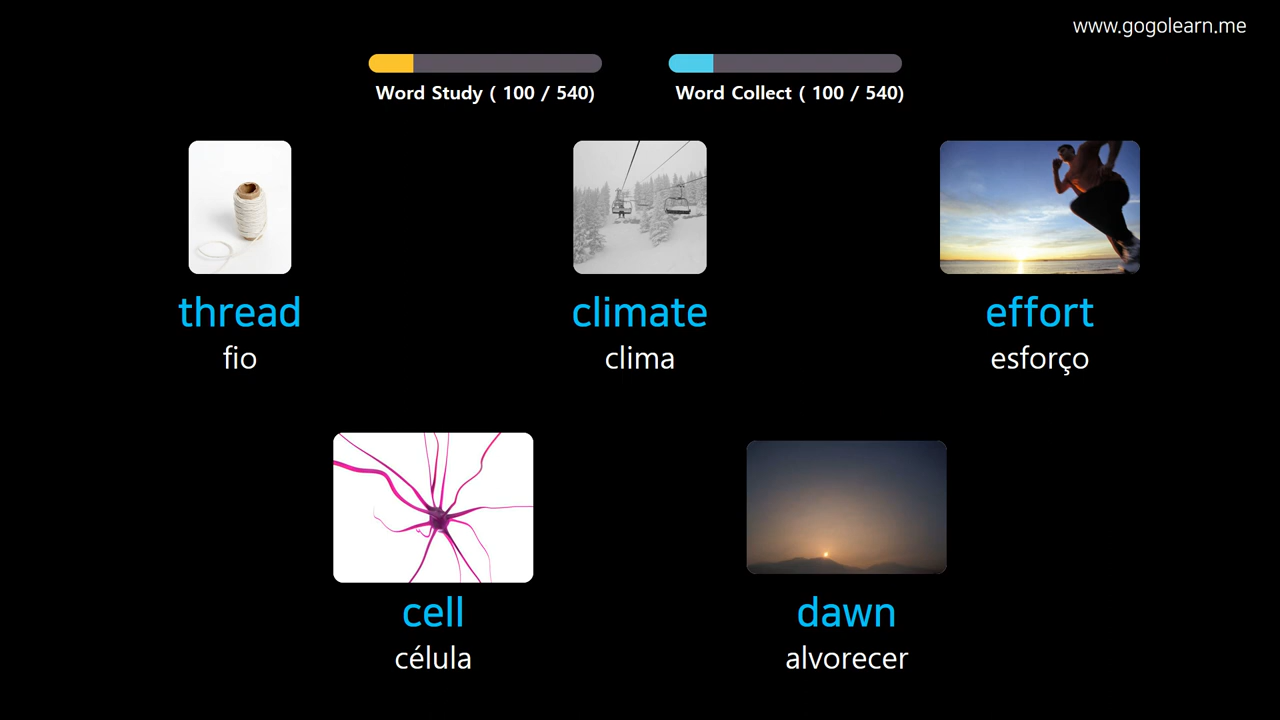 www.gogolearn.me
Word Study ( 100 / 540)
Word Collect ( 100 / 540)
thread
fio
climate
clima
effort
esforço
cell
célula
dawn
alvorecer